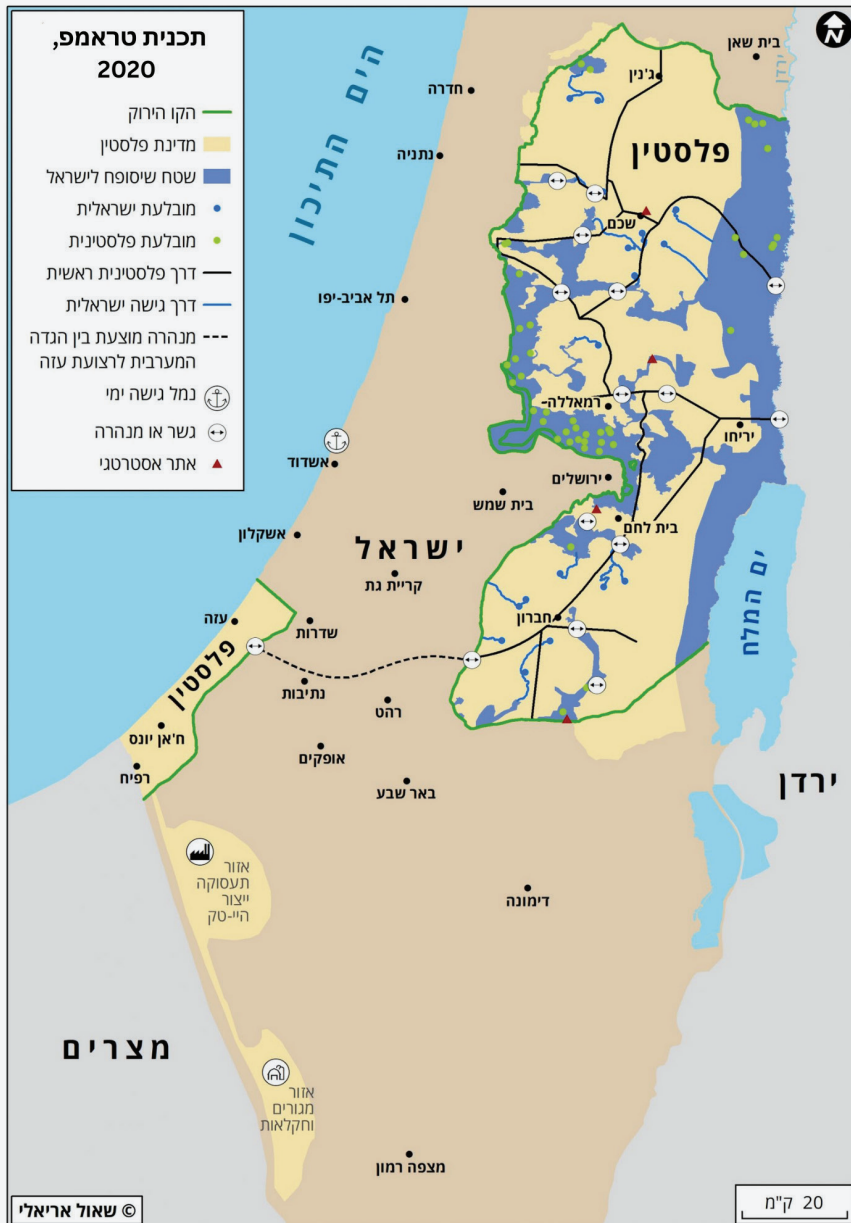 תכנית טראמפ,
2020
הקו הירוק
מדינת פלסטין
שטח שיסופח לישראל
מובלעת ישראלית
מובלעת פלסטינית
דרך פלסטינית ראשית
דרך גישה ישראלית
מנהרה מוצעת בין הגדה
המערבית לרצועת עזה
נמל גישה ימי
גשר או מנהרה
אתר אסטרטגי
N
הים התיכון
בית שאן
ירדן
ג'נין
חדרה
נתניה
פלסטין
שכם
תל אביב-יפו
רמאללה-
יריחו
אשדוד
ירושלים
בית שמש
בית לחם
אשקלון
ישראל
קריית גת
ים המלח
חברון
עזה
שדרות
פלסטין
נתיבות
רהט
ח'אן יונס
אופקים
רפיח
באר שבע
ירדן
אזור
תעסוקה
ייצור
היי-טק
דימונה
מצרים
אזור
מגורים
וחקלאות
מצפה רמון
© שאול אריאלי
20 ק"מ